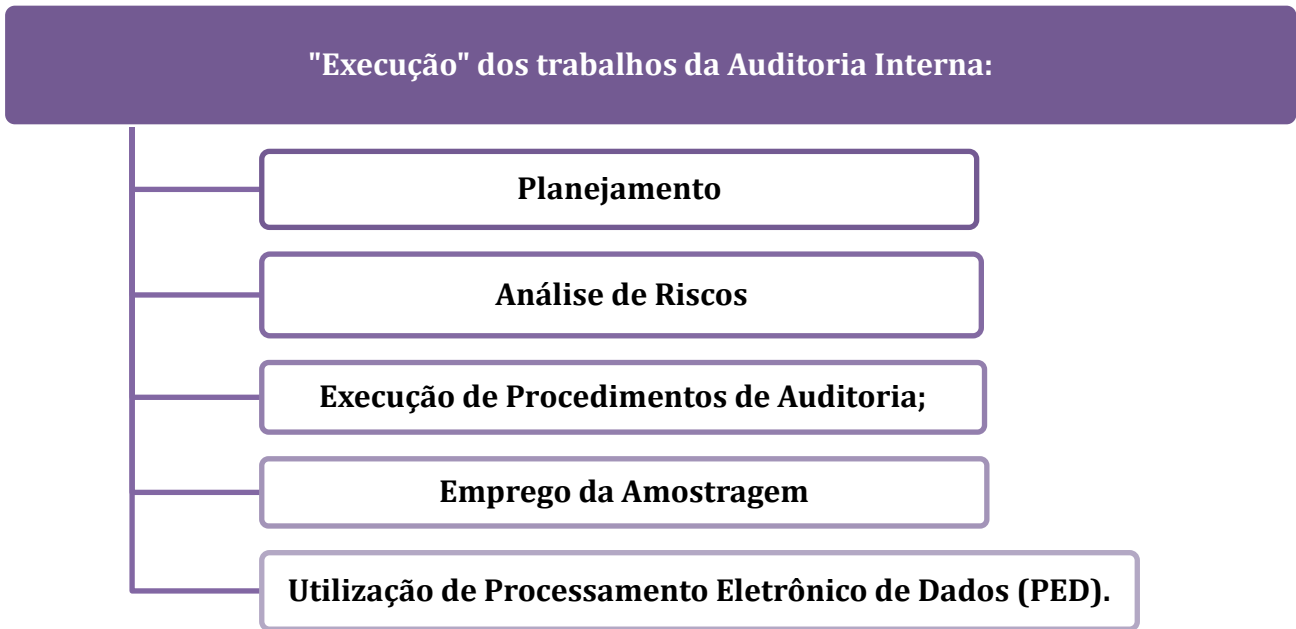 "Execução" dos trabalhos da Auditoria Interna:
Planejamento
Análise de Riscos
Execução de Procedimentos de Auditoria;
Emprego da Amostragem
Utilização de Processamento Eletrônico de Dados (PED).